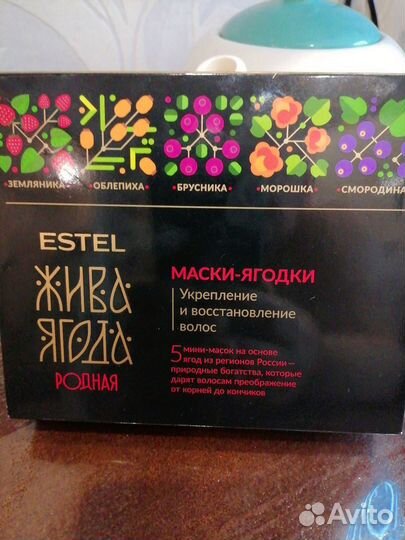 ЗЕМЛЯНИКА • ОБЛЕПИХА • БРУСНИКА • МОРОШКА • СМОРОДИНА
ESTEL
ЖИВА
ЯГОДА
РОДНАЯ
МАСКИ-ЯГОДКИ
Укрепление
и восстановление
волос
5 мини-масок на основе
ягод из регионов России —
природные богатства, которые
дарят волосам преображение
от корней до кончиков
Avito